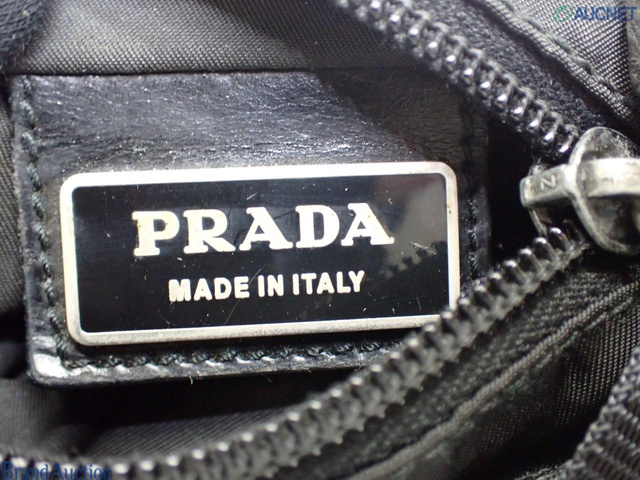 AUCNET
PRADA
MADE IN ITALY
N
Brand Auction